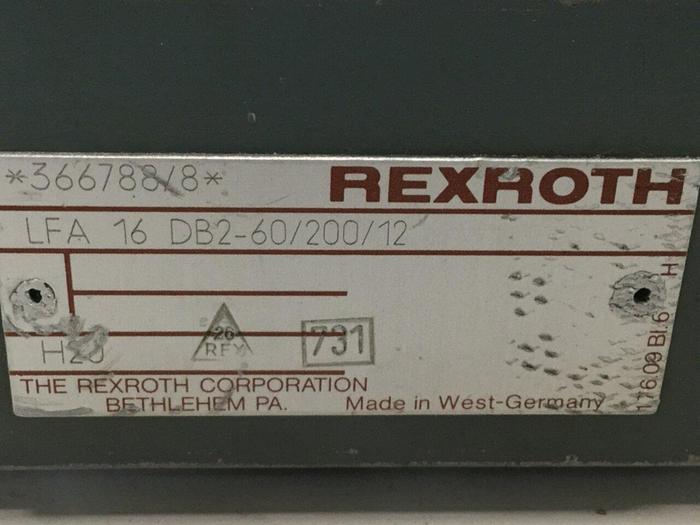 *366788/8*
REXROTH
LFA 16 DB2-60/200/12
26
REX
731
THE REXROTH CORPORATION
BETHLEHEM PA.
Made in West-Germany
176.09 Bl.6 H